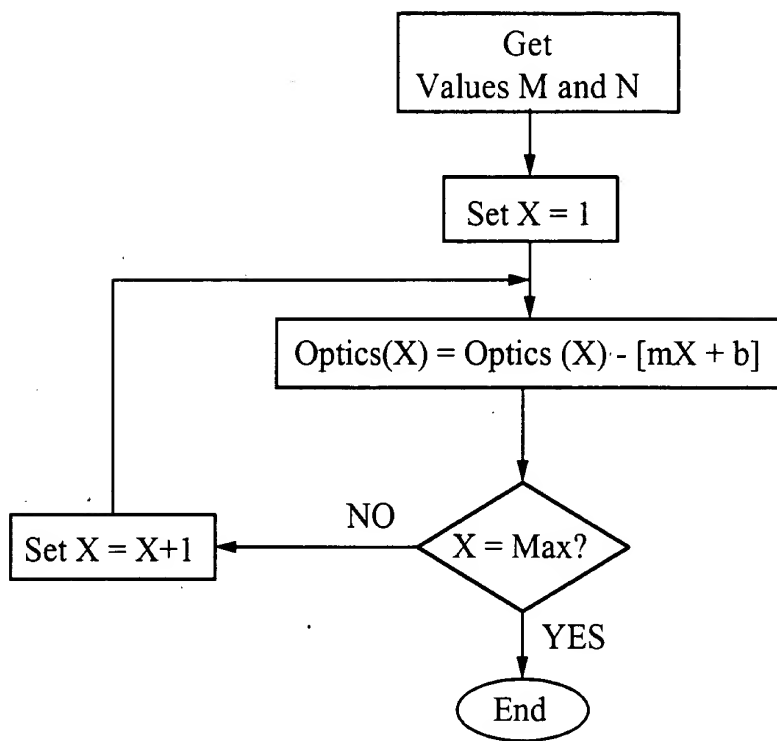 Get
Values M and N
Set X = 1
Optics(X) = Optics (X) - [mX + b]
NO
X = Max?
Set X = X+1
YES
End